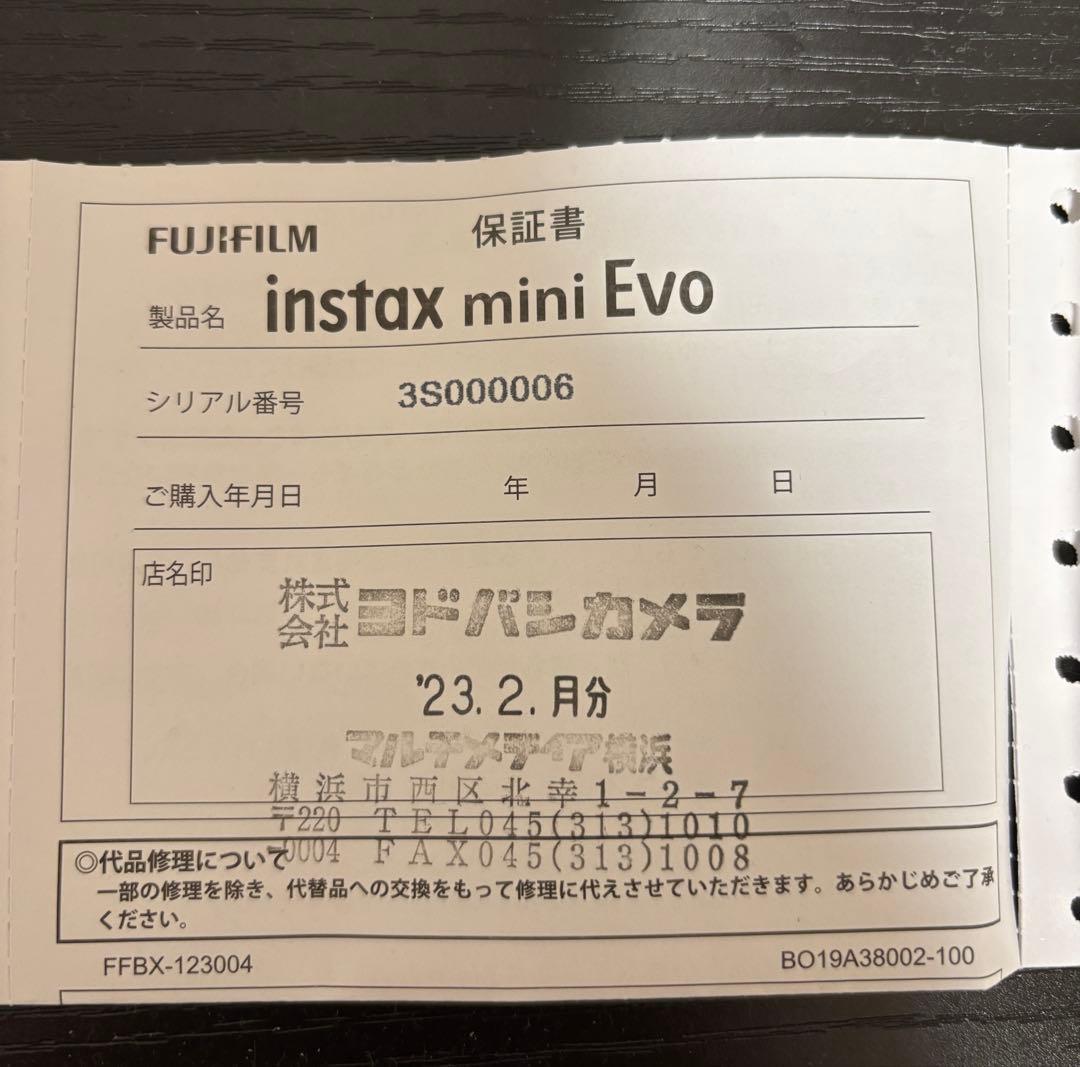 FUJIFILM 保証書
製品名 instax mini Evo
シリアル番号 3S000006
ご購入年月日 年 月 日
店名印
株式会社ヨドバシカメラ
'23.2.月分
マルチメディア横浜
横浜市西区北幸1-2-7
〒220 TEL045(313)1010
-0004 FAX045(313)1008
◎代品修理について
一部の修理を除き、代替品への交換をもって修理に代えさせていただきます。あらかじめご了承
ください。
FFBX-123004 BO19A38002-100